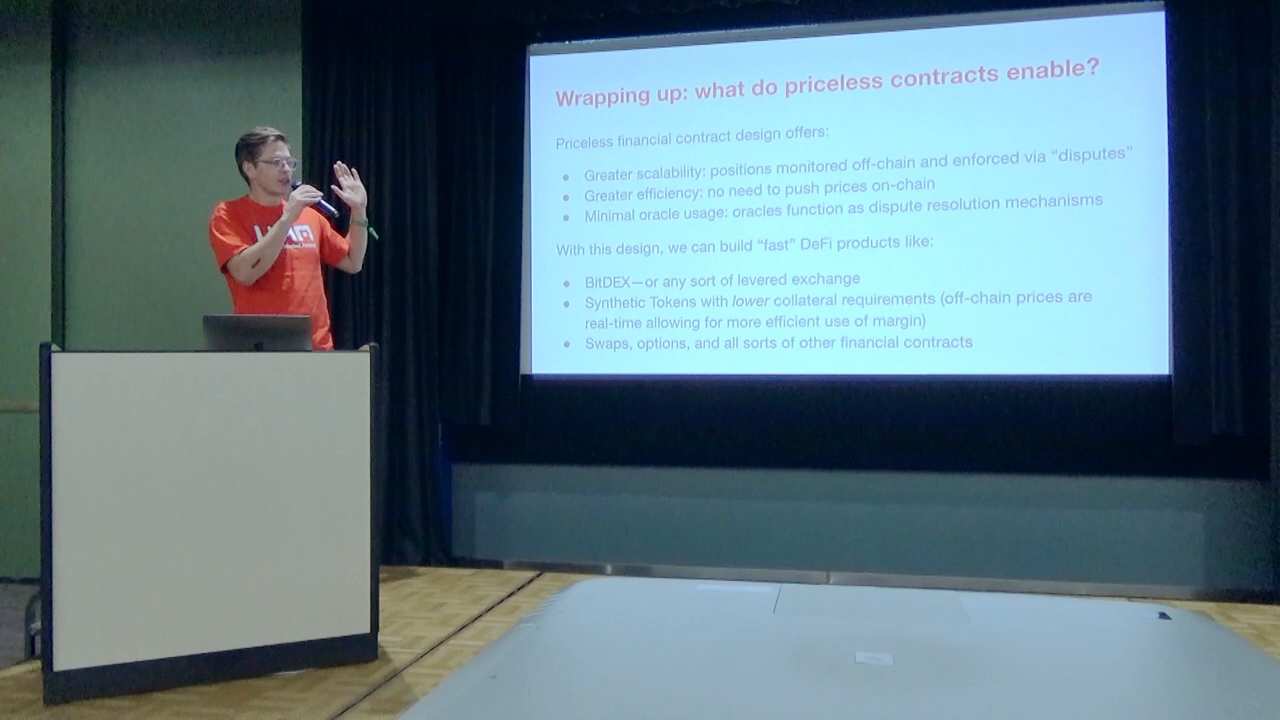 Wrapping up: what do priceless contracts enable?
Priceless financial contract design offers:
• Greater scalability: positions monitored off-chain and enforced via “disputes”
• Greater efficiency: no need to push prices on-chain
• Minimal oracle usage: oracles function as dispute resolution mechanisms
With this design, we can build “fast” DeFi products like:
• BitDEX—or any sort of levered exchange
• Synthetic Tokens with lower collateral requirements (off-chain prices are
real-time allowing for more efficient use of margin)
• Swaps, options, and all sorts of other financial contracts